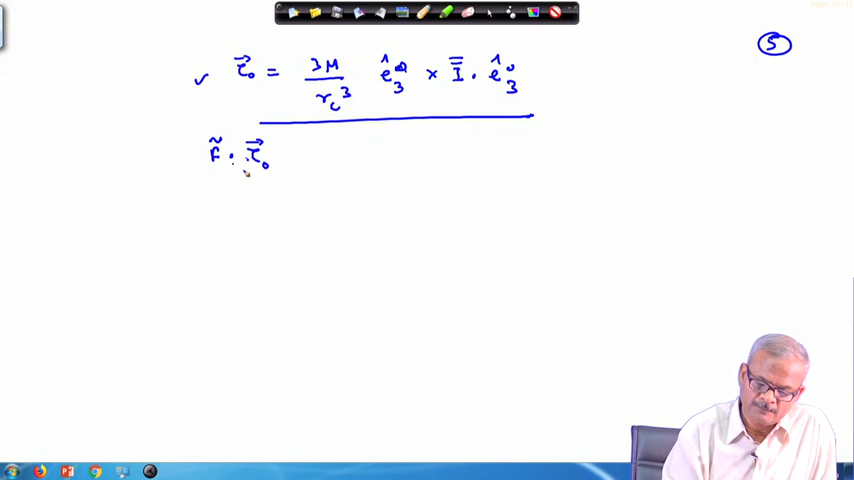 ⑤
✓ τ⃗₀ = 3M / r_c³ ê₃⁰ × I̿ · ê₃⁰
F̃ · τ⃗₀